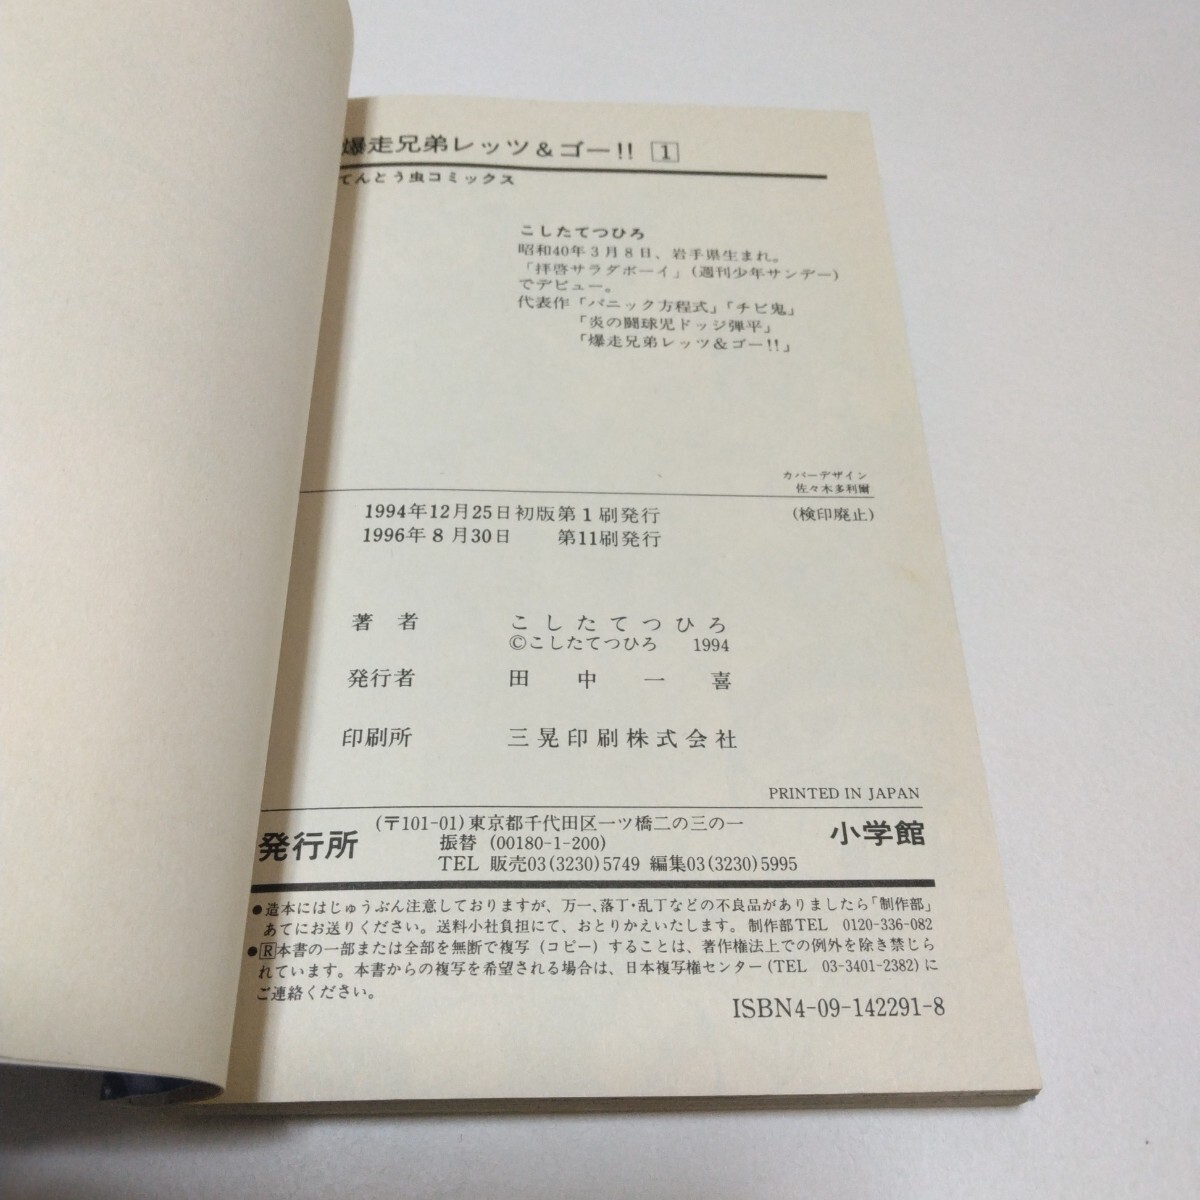 爆走兄弟レッツ&ゴー!! 1
てんとう虫コミックス
こしたてつひろ
昭和40年3月8日、岩手県生まれ。
「拝啓サラダボーイ」(週刊少年サンデー)
でデビュー。
代表作「パニック方程式」「チビ鬼」
「炎の闘球児ドッジ弾平」
「爆走兄弟レッツ&ゴー!!」
カバーデザイン
佐々木多利爾
1994年12月25日初版第1刷発行 (検印廃止)
1996年8月30日 第11刷発行
著者 こしたてつひろ
©こしたてつひろ 1994
発行者 田中一喜
印刷所 三晃印刷株式会社
PRINTED IN JAPAN
(〒101-01)東京都千代田区一ツ橋二の三の一
発行所 振替 (00180-1-200) 小学館
TEL 販売03(3230)5749 編集03(3230)5995
●造本にはじゅうぶん注意しておりますが、万一、落丁・乱丁などの不良品がありましたら「制作部」
あてにお送りください。送料小社負担にて、おとりかえいたします。制作部TEL 0120-336-082
●R本書の一部または全部を無断で複写(コピー)することは、著作権法上での例外を除き禁じら
れています。本書からの複写を希望される場合は、日本複写権センター(TEL 03-3401-2382)に
ご連絡ください。
ISBN4-09-142291-8